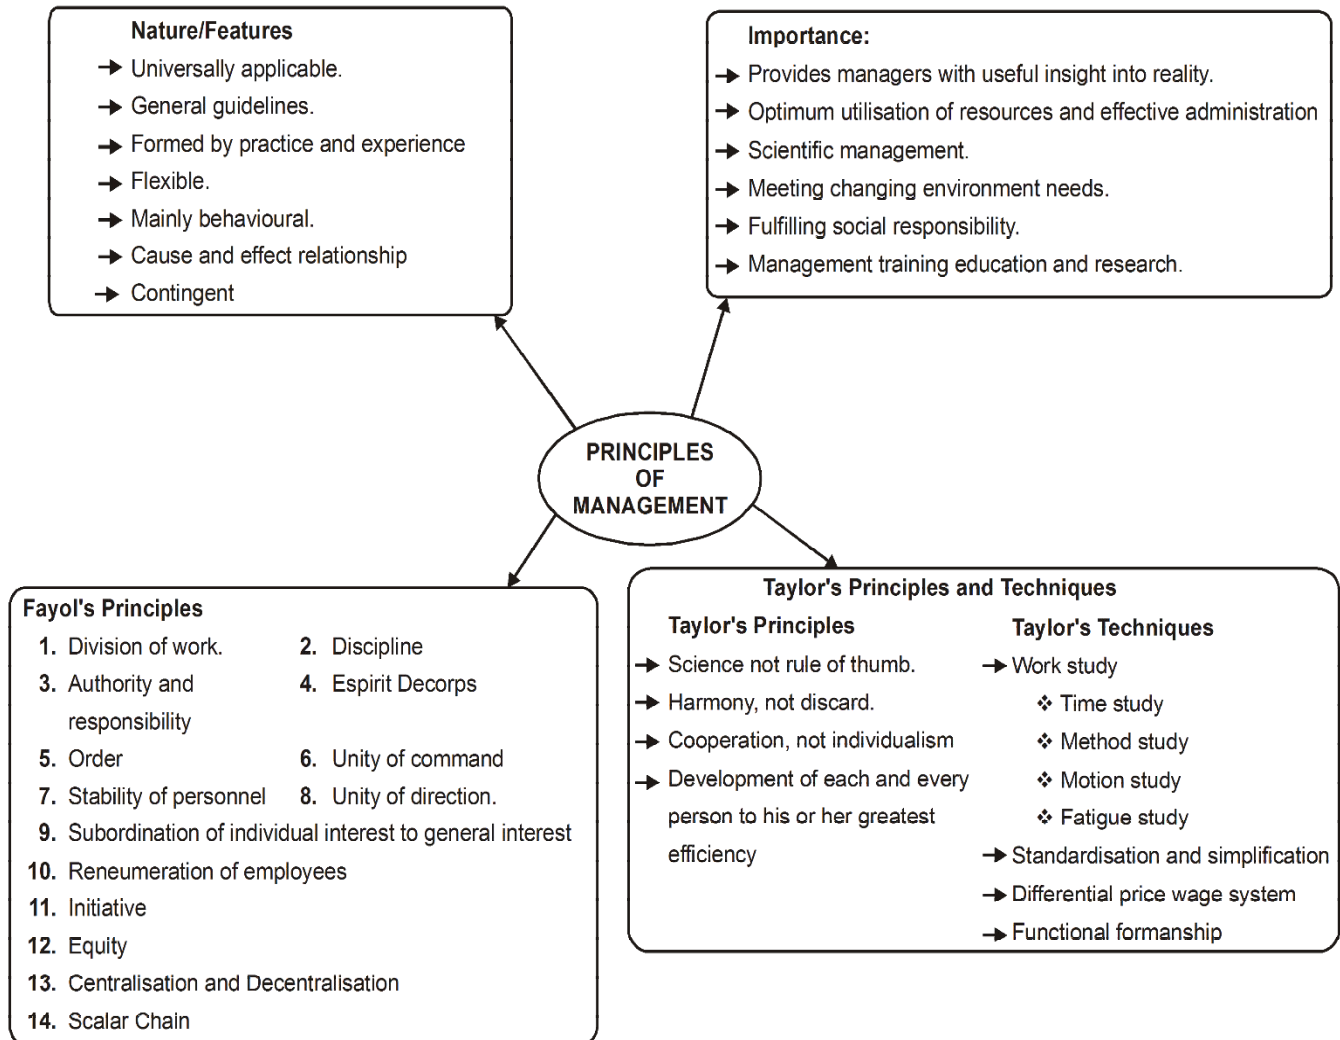 Nature/Features
→ Universally applicable.
→ General guidelines.
→ Formed by practice and experience
→ Flexible.
→ Mainly behavioural.
→ Cause and effect relationship
→ Contingent
Importance:
→ Provides managers with useful insight into reality.
→ Optimum utilisation of resources and effective administration
→ Scientific management.
→ Meeting changing environment needs.
→ Fulfilling social responsibility.
→ Management training education and research.
PRINCIPLES
OF
MANAGEMENT
Fayol's Principles
1. Division of work. 2. Discipline
3. Authority and 4. Espirit Decorps
responsibility
5. Order 6. Unity of command
7. Stability of personnel 8. Unity of direction.
9. Subordination of individual interest to general interest
10. Reneumeration of employees
11. Initiative
12. Equity
13. Centralisation and Decentralisation
14. Scalar Chain
Taylor's Principles and Techniques
Taylor's Principles
→ Science not rule of thumb.
→ Harmony, not discard.
→ Cooperation, not individualism
→ Development of each and every
person to his or her greatest
efficiency
Taylor's Techniques
→ Work study
❖ Time study
❖ Method study
❖ Motion study
❖ Fatigue study
→ Standardisation and simplification
→ Differential price wage system
→ Functional formanship